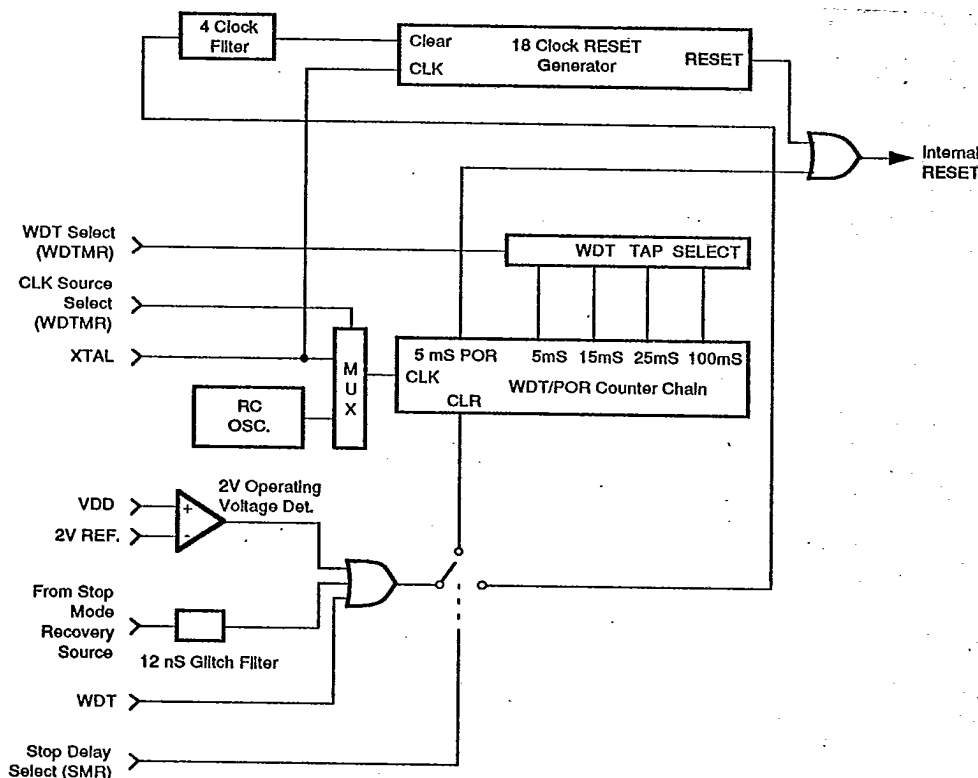 4 Clock
Filter
Clear
18 Clock RESET
Generator
RESET
CLK
Internal
RESET
WDT Select
(WDTMR)
WDT TAP SELECT
CLK Source
Select
(WDTMR)
XTAL
MUX
5 mS POR
5mS 15mS 25mS 100mS
CLK
WDT/POR Counter Chain
CLR
RC
OSC.
2V Operating
Voltage Det.
VDD
+
2V REF.
-
From Stop
Mode
Recovery
Source
12 nS Glitch Filter
WDT
Stop Delay
Select (SMR)